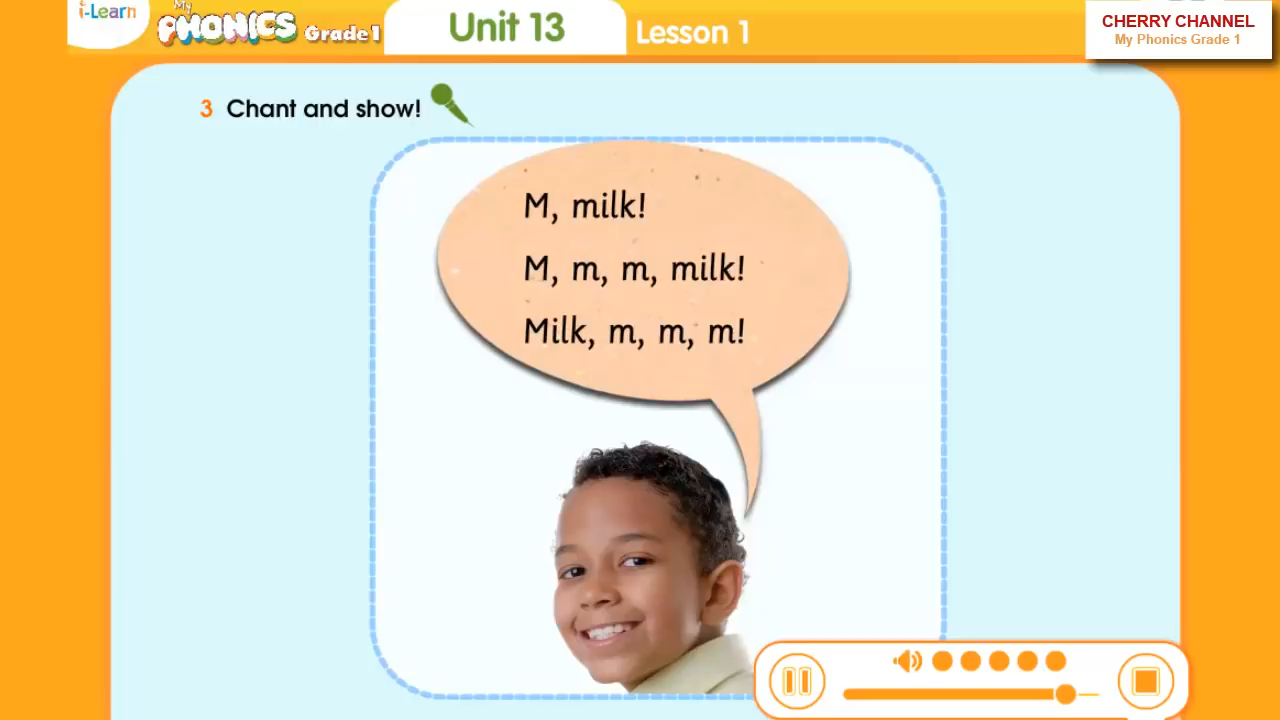 i-Learn
My
PHONICS Grade 1
Unit 13
Lesson 1
CHERRY CHANNEL
My Phonics Grade 1
3 Chant and show!
M, milk!
M, m, m, milk!
Milk, m, m, m!